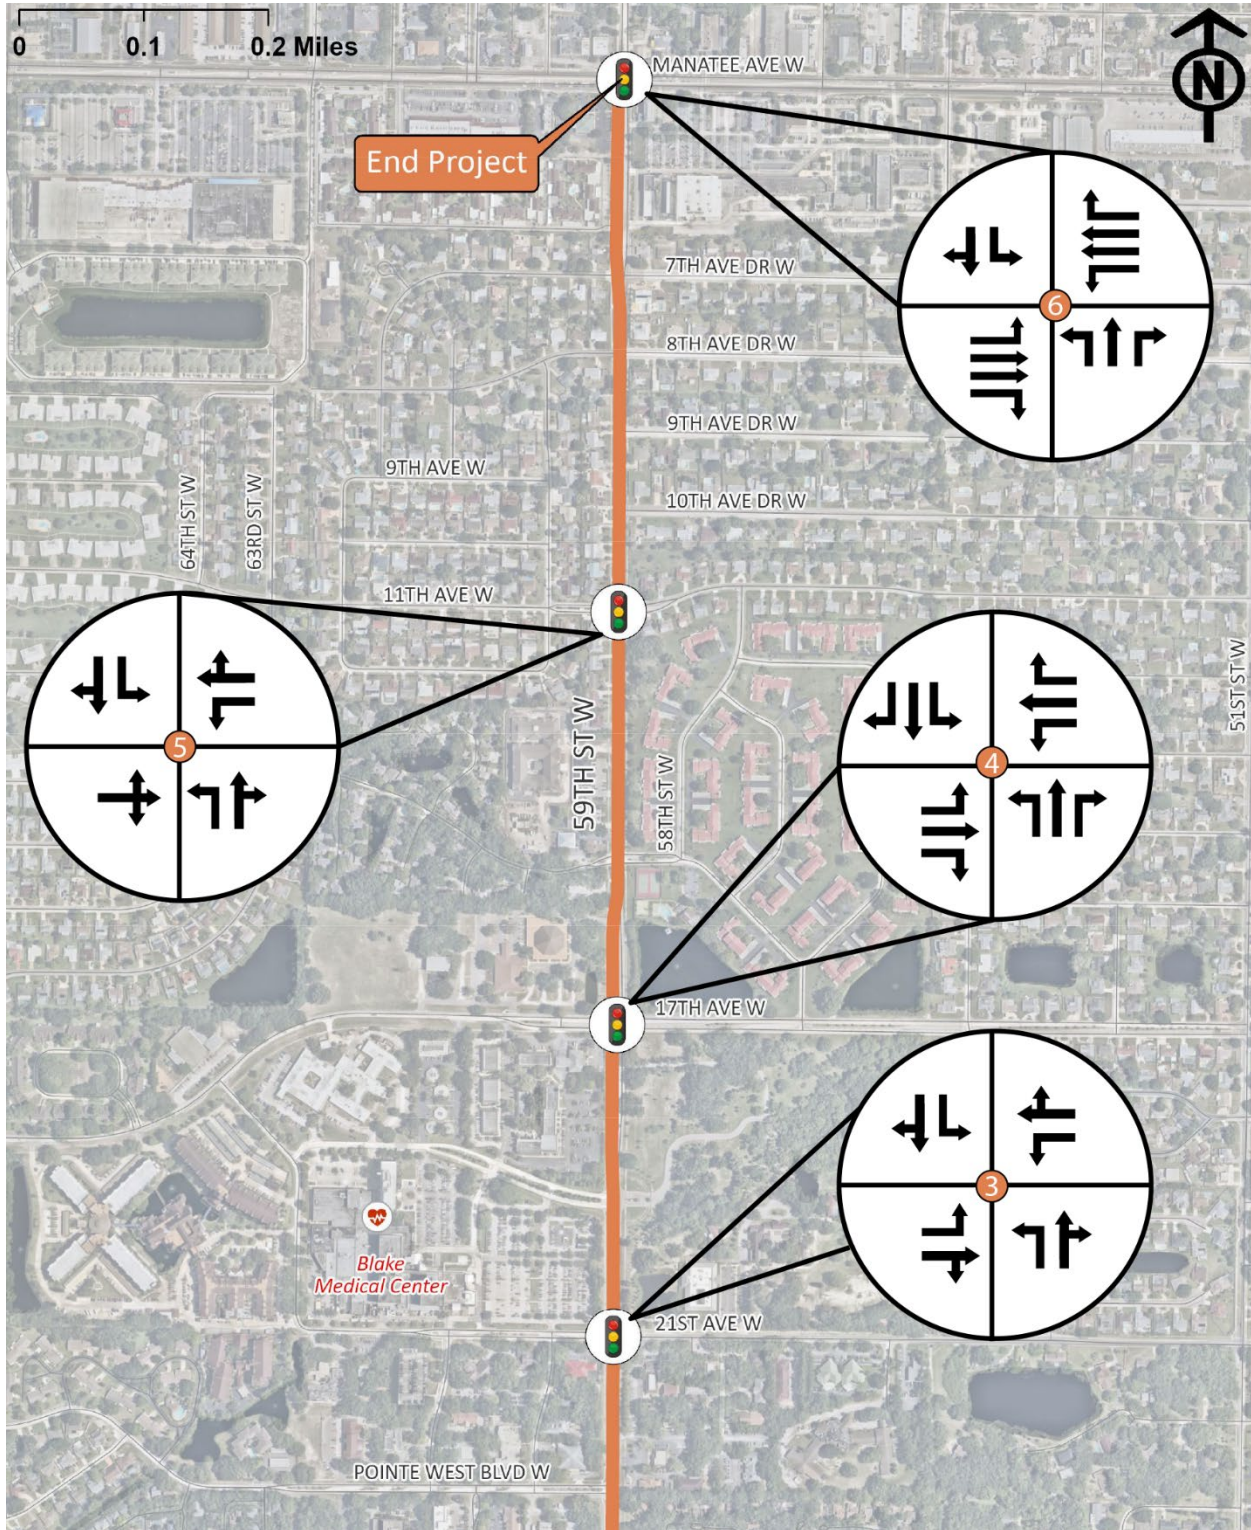 0 0.1 0.2 Miles
N
MANATEE AVE W
End Project
7TH AVE DR W
6
8TH AVE DR W
9TH AVE DR W
9TH AVE W
10TH AVE DR W
64TH ST W
63RD ST W
11TH AVE W
51ST ST W
59TH ST W
58TH ST W
5
4
17TH AVE W
3
Blake
Medical Center
21ST AVE W
POINTE WEST BLVD W